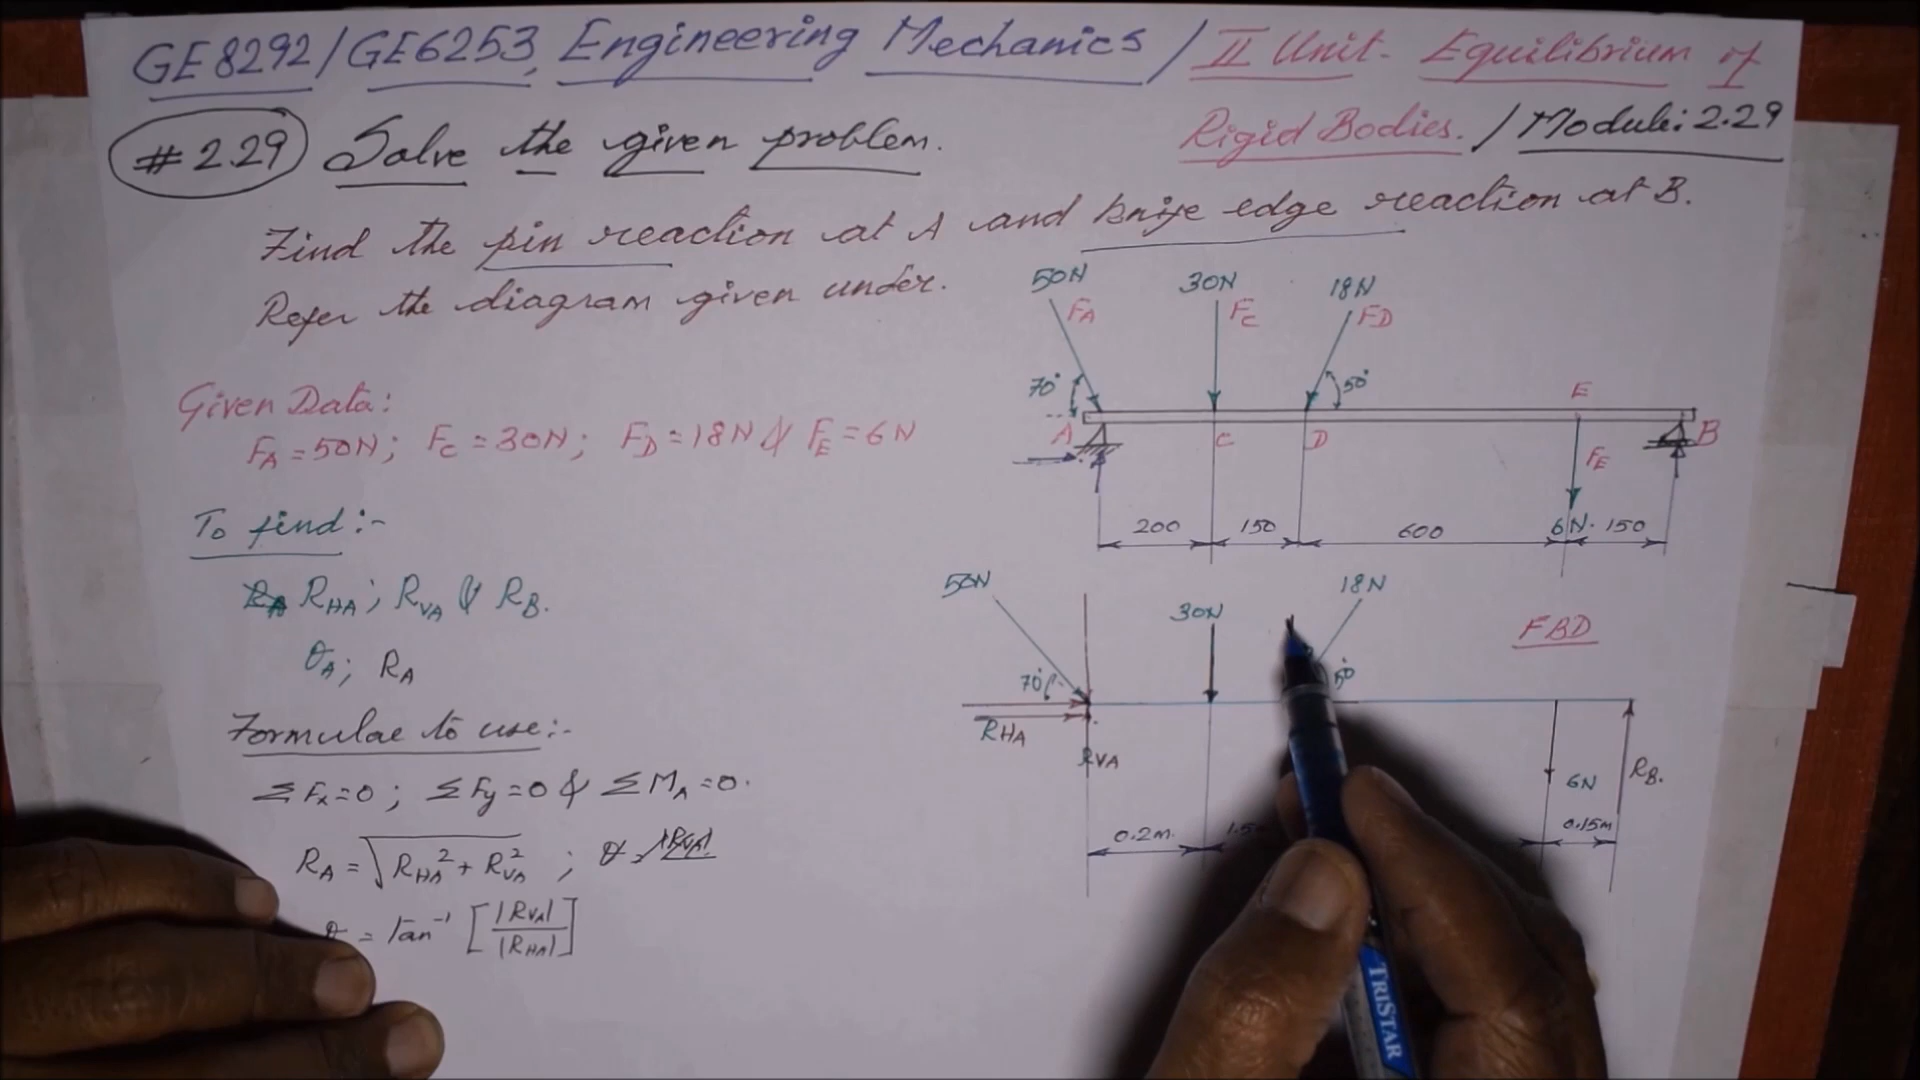 GE8292/GE6253, Engineering Mechanics/II Unit- Equilibrium of
Rigid Bodies. /Module: 2.29
#2.29 Solve the given problem.
Find the pin reaction at A and knife edge reaction at B.
Refer the diagram given under.
50N 30N 18N
FA FC FD
70° 50°
E
A C D B
FE
200 150 600 6N. 150
Given Data:
FA=50N; FC=30N; FD=18N & FE=6N
To find:-
RHA; RVA & RB.
θA; RA
Formulae to use:-
ΣFx=0; ΣFy=0 & ΣMA=0.
RA=√RHA²+RVA²;
θ = Tan⁻¹ [|RVA|/|RHA|]
50N 30N 18N
FBD
70° 50°
RHA
RVA
6N RB.
0.2m. 0.15m
TRISTAR